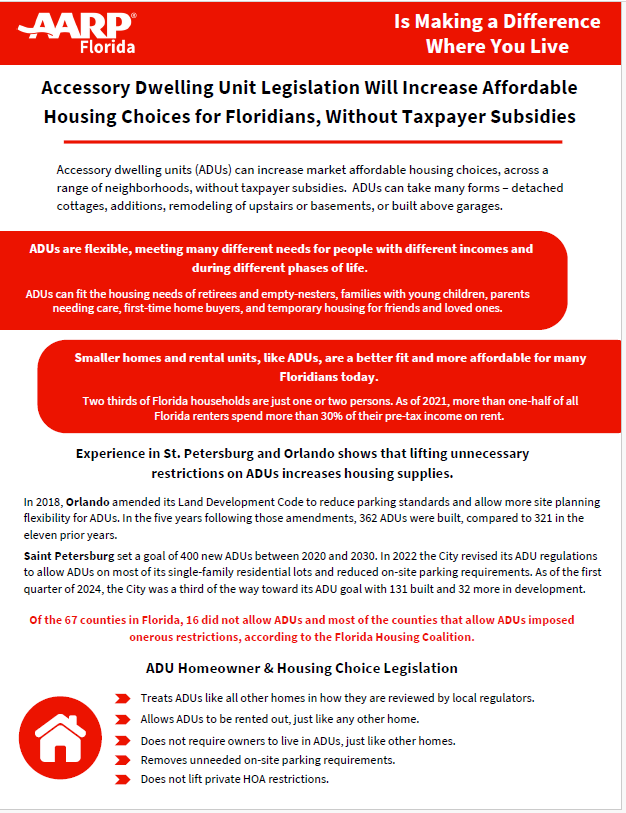 AARP®
Florida
Is Making a Difference
Where You Live
Accessory Dwelling Unit Legislation Will Increase Affordable
Housing Choices for Floridians, Without Taxpayer Subsidies
Accessory dwelling units (ADUs) can increase market affordable housing choices, across a
range of neighborhoods, without taxpayer subsidies. ADUs can take many forms – detached
cottages, additions, remodeling of upstairs or basements, or built above garages.
ADUs are flexible, meeting many different needs for people with different incomes and
during different phases of life.
ADUs can fit the housing needs of retirees and empty-nesters, families with young children, parents
needing care, first-time home buyers, and temporary housing for friends and loved ones.
Smaller homes and rental units, like ADUs, are a better fit and more affordable for many
Floridians today.
Two thirds of Florida households are just one or two persons. As of 2021, more than one-half of all
Florida renters spend more than 30% of their pre-tax income on rent.
Experience in St. Petersburg and Orlando shows that lifting unnecessary
restrictions on ADUs increases housing supplies.
In 2018, Orlando amended its Land Development Code to reduce parking standards and allow more site planning
flexibility for ADUs. In the five years following those amendments, 362 ADUs were built, compared to 321 in the
eleven prior years.
Saint Petersburg set a goal of 400 new ADUs between 2020 and 2030. In 2022 the City revised its ADU regulations
to allow ADUs on most of its single-family residential lots and reduced on-site parking requirements. As of the first
quarter of 2024, the City was a third of the way toward its ADU goal with 131 built and 32 more in development.
Of the 67 counties in Florida, 16 did not allow ADUs and most of the counties that allow ADUs imposed
onerous restrictions, according to the Florida Housing Coalition.
ADU Homeowner & Housing Choice Legislation
Treats ADUs like all other homes in how they are reviewed by local regulators.
Allows ADUs to be rented out, just like any other home.
Does not require owners to live in ADUs, just like other homes.
Removes unneeded on-site parking requirements.
Does not lift private HOA restrictions.